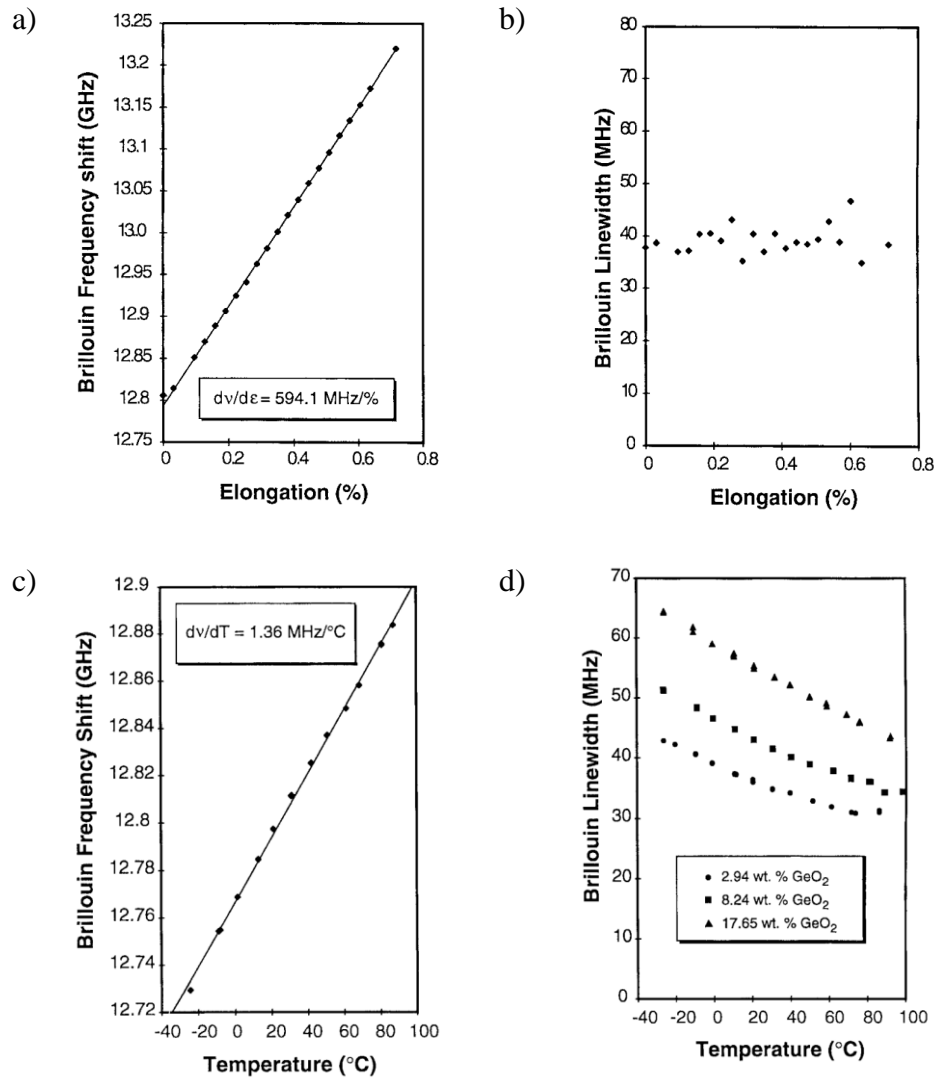 a)
Brillouin Frequency shift (GHz)
13.25
13.2
13.15
13.1
13.05
13.0
12.95
12.9
12.85
12.8
12.75
dν/dε = 594.1 MHz/%
0 0.2 0.4 0.6 0.8
Elongation (%)
b)
Brillouin Linewidth (MHz)
80
70
60
50
40
30
20
10
0
0 0.2 0.4 0.6 0.8
Elongation (%)
c)
Brillouin Frequency Shift (GHz)
12.9
12.88
12.86
12.84
12.82
12.8
12.78
12.76
12.74
12.72
dν/dT = 1.36 MHz/°C
-40 -20 0 20 40 60 80 100
Temperature (°C)
d)
Brillouin Linewidth (MHz)
70
60
50
40
30
20
10
0
2.94 wt. % GeO2
8.24 wt. % GeO2
17.65 wt. % GeO2
-40 -20 0 20 40 60 80 100
Temperature (°C)